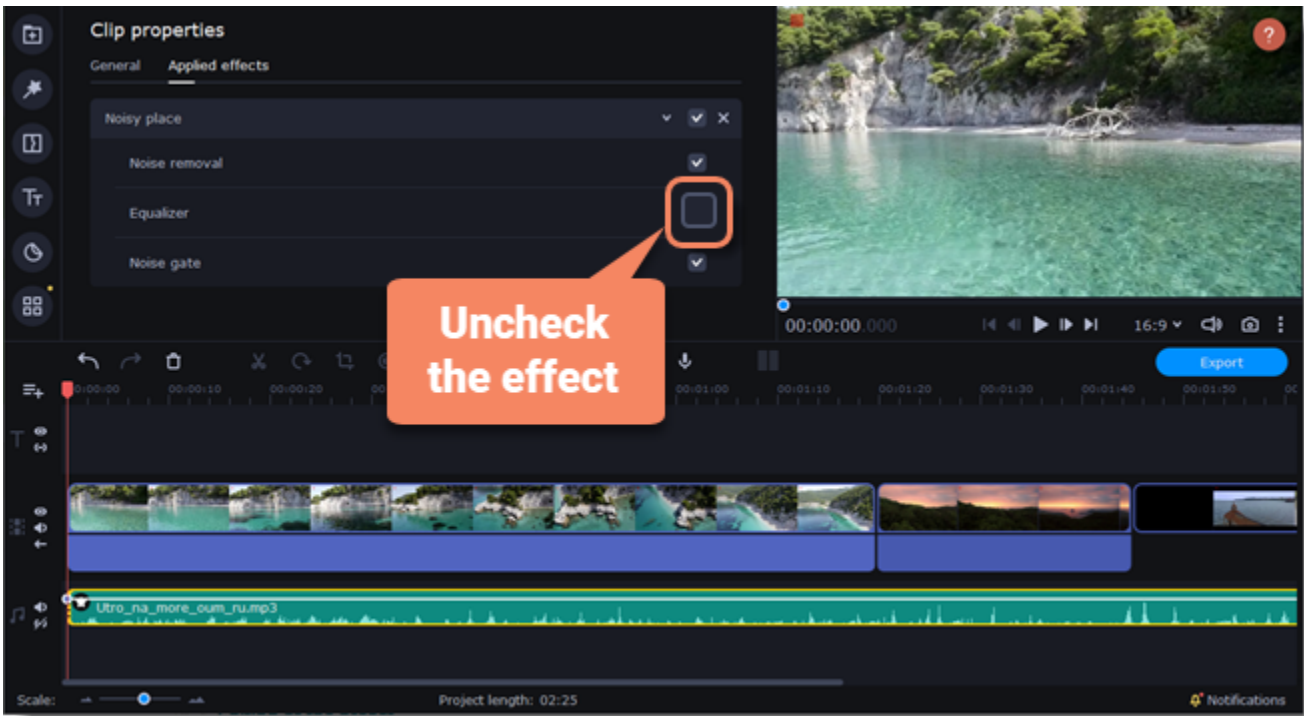 Clip properties
General Applied effects
Noisy place
Noise removal
Equalizer
Noise gate
?
Uncheck
the effect
00:00:00.000
16:9
Export
0:00:00 00:00:10 00:00:20 00 00:01:00 00:01:10 00:01:20 00:01:30 00:01:40 00:01:50 00
T
Utro_na_more_oum_ru.mp3
Scale:
Project length: 02:25
Notifications